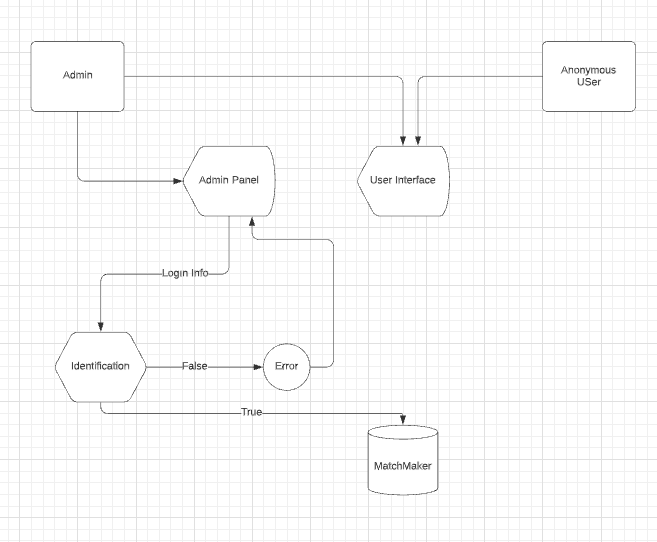 Admin
Anonymous
USer
Admin Panel
User Interface
Login Info
Identification
False
Error
True
MatchMaker